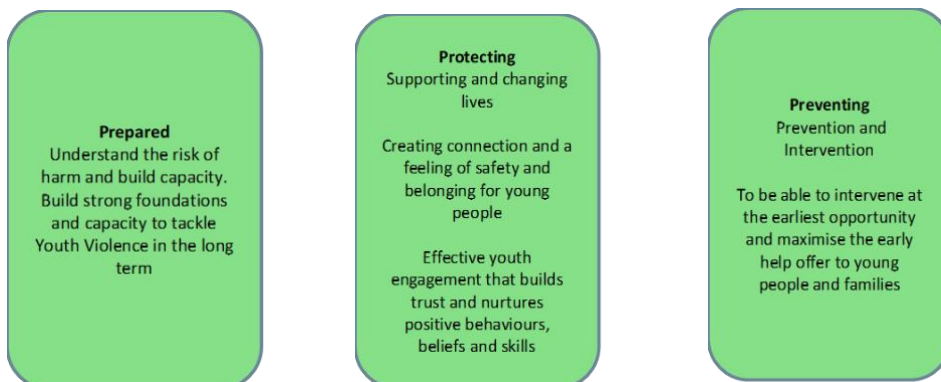 Prepared
Understand the risk of
harm and build capacity.
Build strong foundations
and capacity to tackle
Youth Violence in the long
term
Protecting
Supporting and changing
lives
Creating connection and a
feeling of safety and
belonging for young
people
Effective youth
engagement that builds
trust and nurtures
positive behaviours,
beliefs and skills
Preventing
Prevention and
Intervention
To be able to intervene at
the earliest opportunity
and maximise the early
help offer to young
people and families